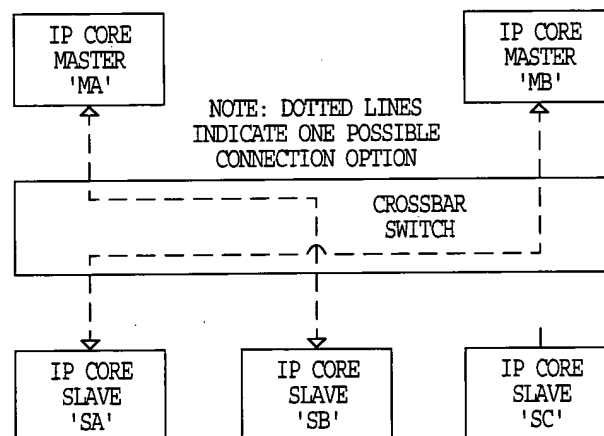 IP CORE
MASTER
'MA'
IP CORE
MASTER
'MB'
NOTE: DOTTED LINES
INDICATE ONE POSSIBLE
CONNECTION OPTION
CROSSBAR
SWITCH
IP CORE
SLAVE
'SA'
IP CORE
SLAVE
'SB'
IP CORE
SLAVE
'SC'